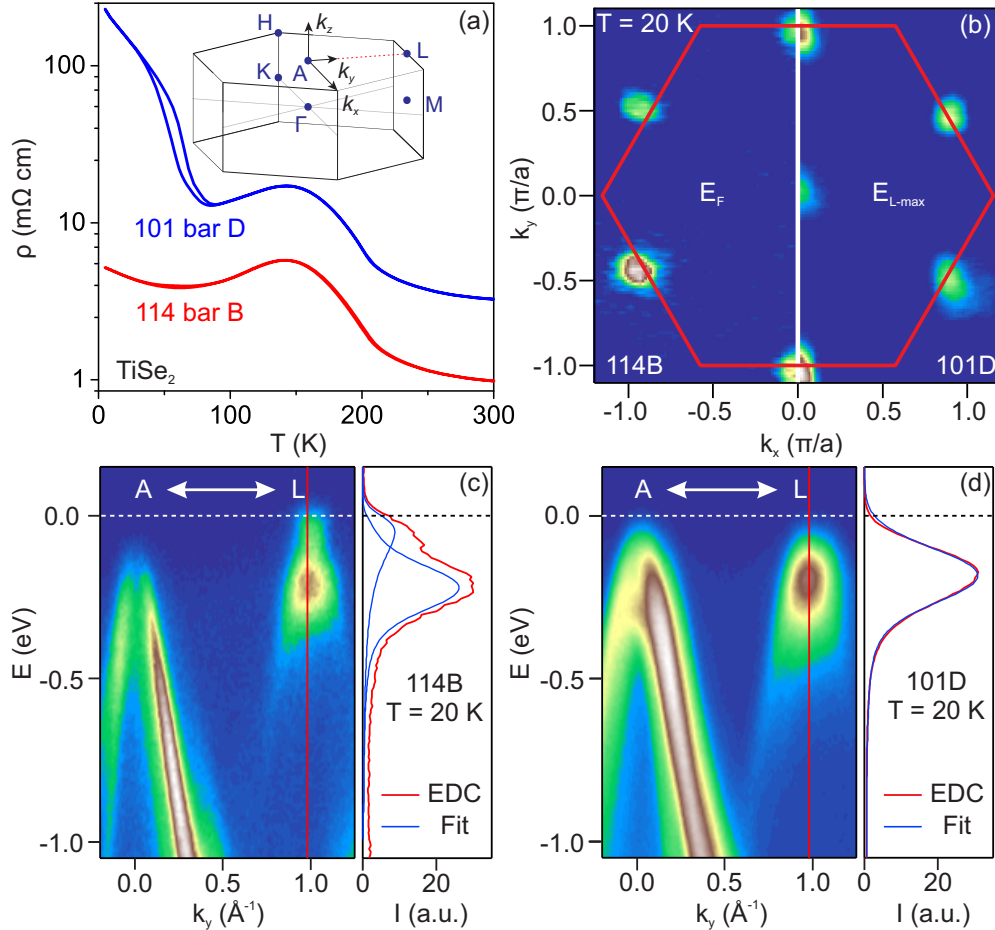 (a)
H
k_z
L
K
A
k_y
k_x
M
Γ
100
10
1
ρ (mΩ cm)
101 bar D
114 bar B
TiSe₂
0 50 100 150 200 250 300
T (K)
T = 20 K
(b)
1.0
0.5
0.0
-0.5
-1.0
k_y (π/a)
E_F
E_L-max
114B
101D
-1.0 -0.5 0.0 0.5 1.0
k_x (π/a)
A L
(c)
0.0
-0.5
-1.0
E (eV)
114B
T = 20 K
EDC
Fit
0.0 0.5 1.0
k_y (Å⁻¹)
0 20
I (a.u.)
A L
(d)
0.0
-0.5
-1.0
E (eV)
101D
T = 20 K
EDC
Fit
0.0 0.5 1.0
k_y (Å⁻¹)
0 20
I (a.u.)